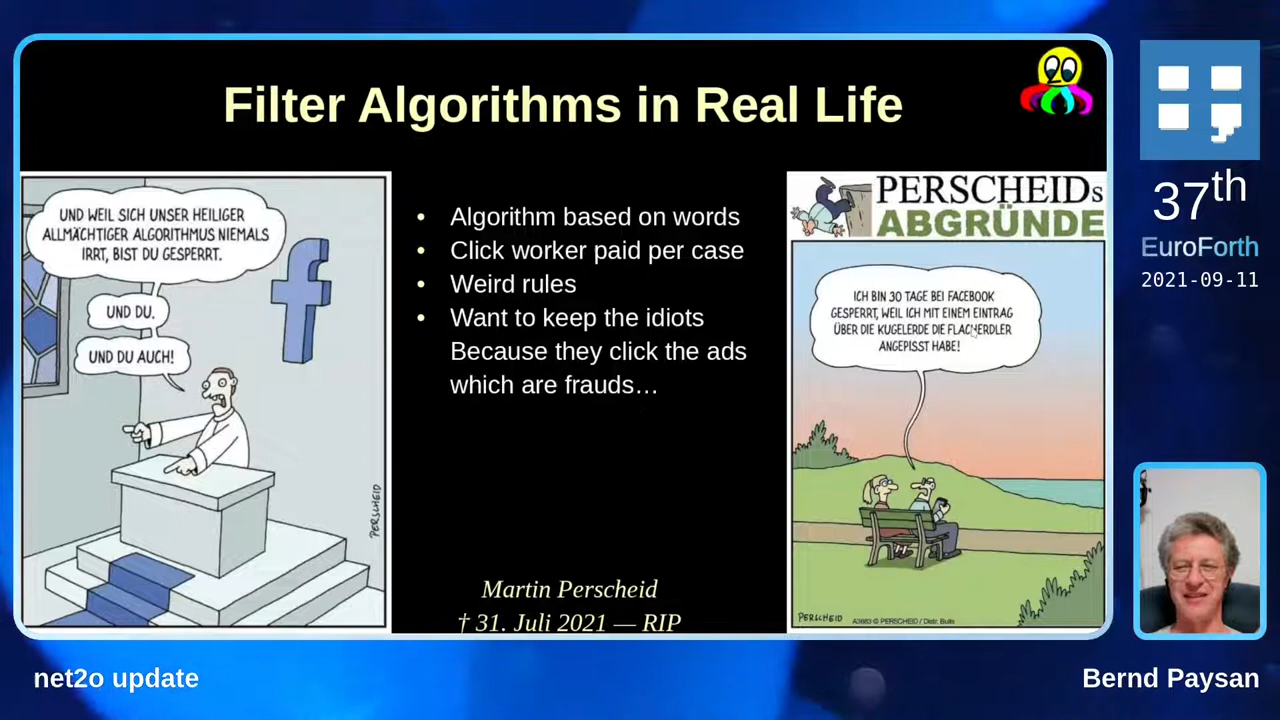 Filter Algorithms in Real Life
UND WEIL SICH UNSER HEILIGER
ALLMÄCHTIGER ALGORITHMUS NIEMALS
IRRT, BIST DU GESPERRT.
UND DU.
UND DU AUCH!
PERSCHEID
• Algorithm based on words
• Click worker paid per case
• Weird rules
• Want to keep the idiots
Because they click the ads
which are frauds…
Martin Perscheid
† 31. Juli 2021 — RIP
PERSCHEIDs
ABGRÜNDE
ICH BIN 30 TAGE BEI FACEBOOK
GESPERRT, WEIL ICH MIT EINEM EINTRAG
ÜBER DIE KUGELERDE DIE FLACHERDLER
ANGEPISST HABE!
PERSCHEID
© PERSCHEID / Distr. Bulls
37th
EuroForth
2021-09-11
net2o update
Bernd Paysan